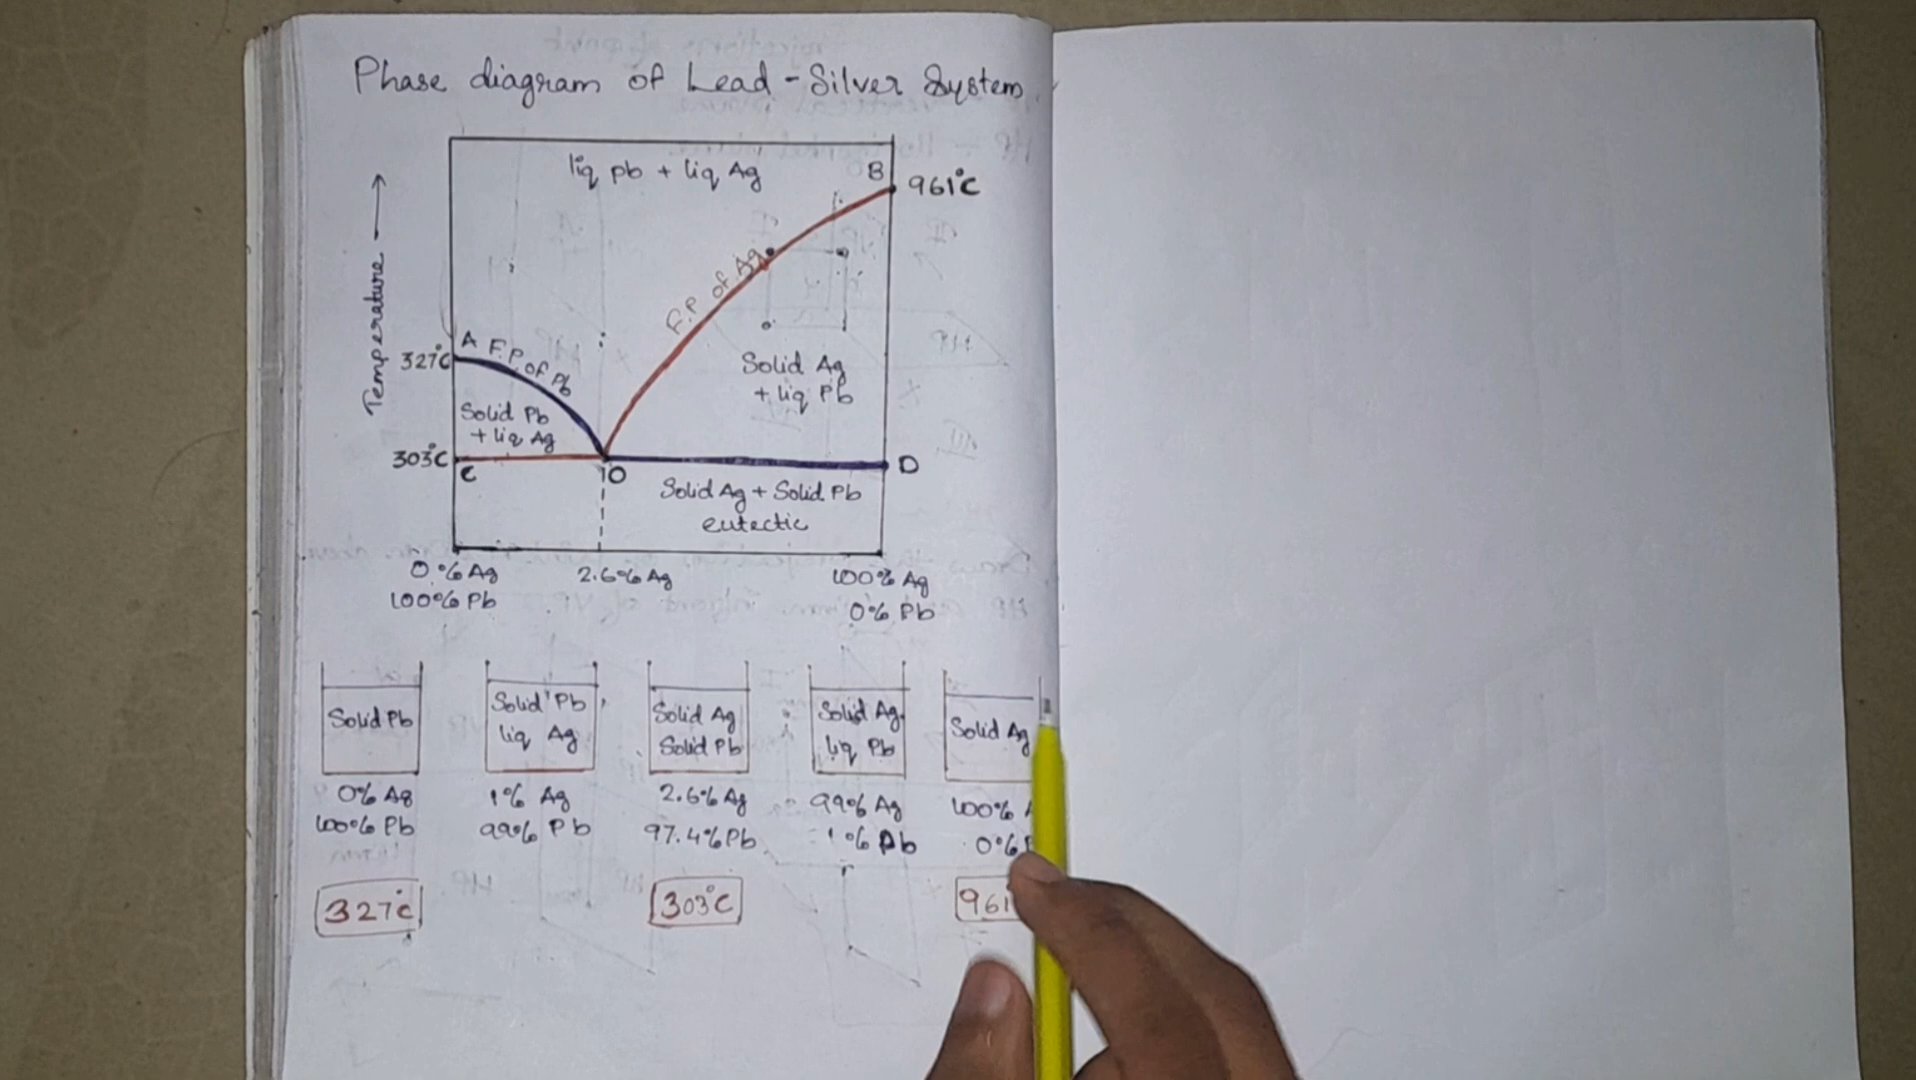 Phase diagram of Lead - Silver System
liq pb + liq Ag
B
961°C
Temperature
F.P of Ag
A F.P. of Pb
327°C
Solid Ag
+ liq Pb
Solid Pb
+ liq Ag
303°C
C
O
D
Solid Ag + Solid Pb
eutectic
0% Ag
100% Pb
2.6% Ag
100% Ag
0% Pb
Solid Pb
0% Ag
100% Pb
327°C
Solid Pb
liq Ag
1% Ag
99% Pb
Solid Ag
Solid Pb
2.6% Ag
97.4% Pb
303°C
Solid Ag
liq Pb
99% Ag
1% Pb
Solid Ag
100%
0%
961